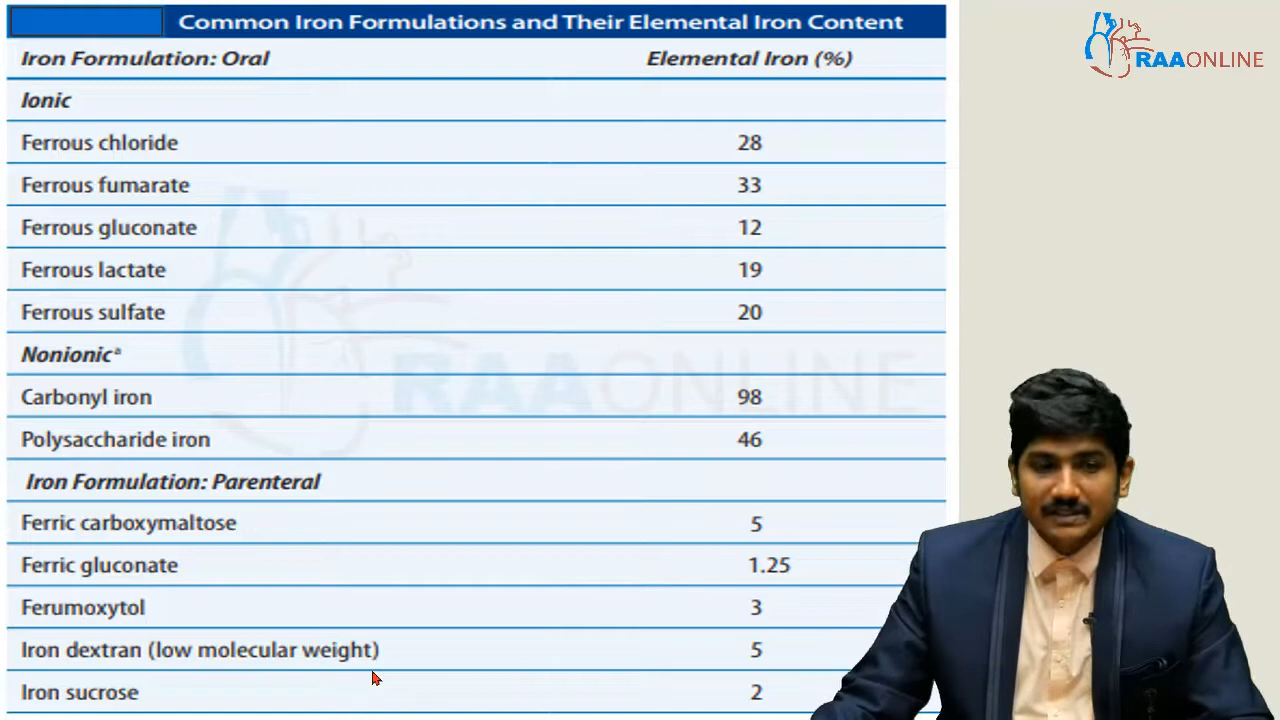 Common Iron Formulations and Their Elemental Iron Content
RAAONLINE
Iron Formulation: Oral Elemental Iron (%)
Ionic
Ferrous chloride 28
Ferrous fumarate 33
Ferrous gluconate 12
Ferrous lactate 19
Ferrous sulfate 20
Nonionicª
Carbonyl iron 98
RAAONLINE
Polysaccharide iron 46
Iron Formulation: Parenteral
Ferric carboxymaltose 5
Ferric gluconate 1.25
Ferumoxytol 3
Iron dextran (low molecular weight) 5
Iron sucrose 2